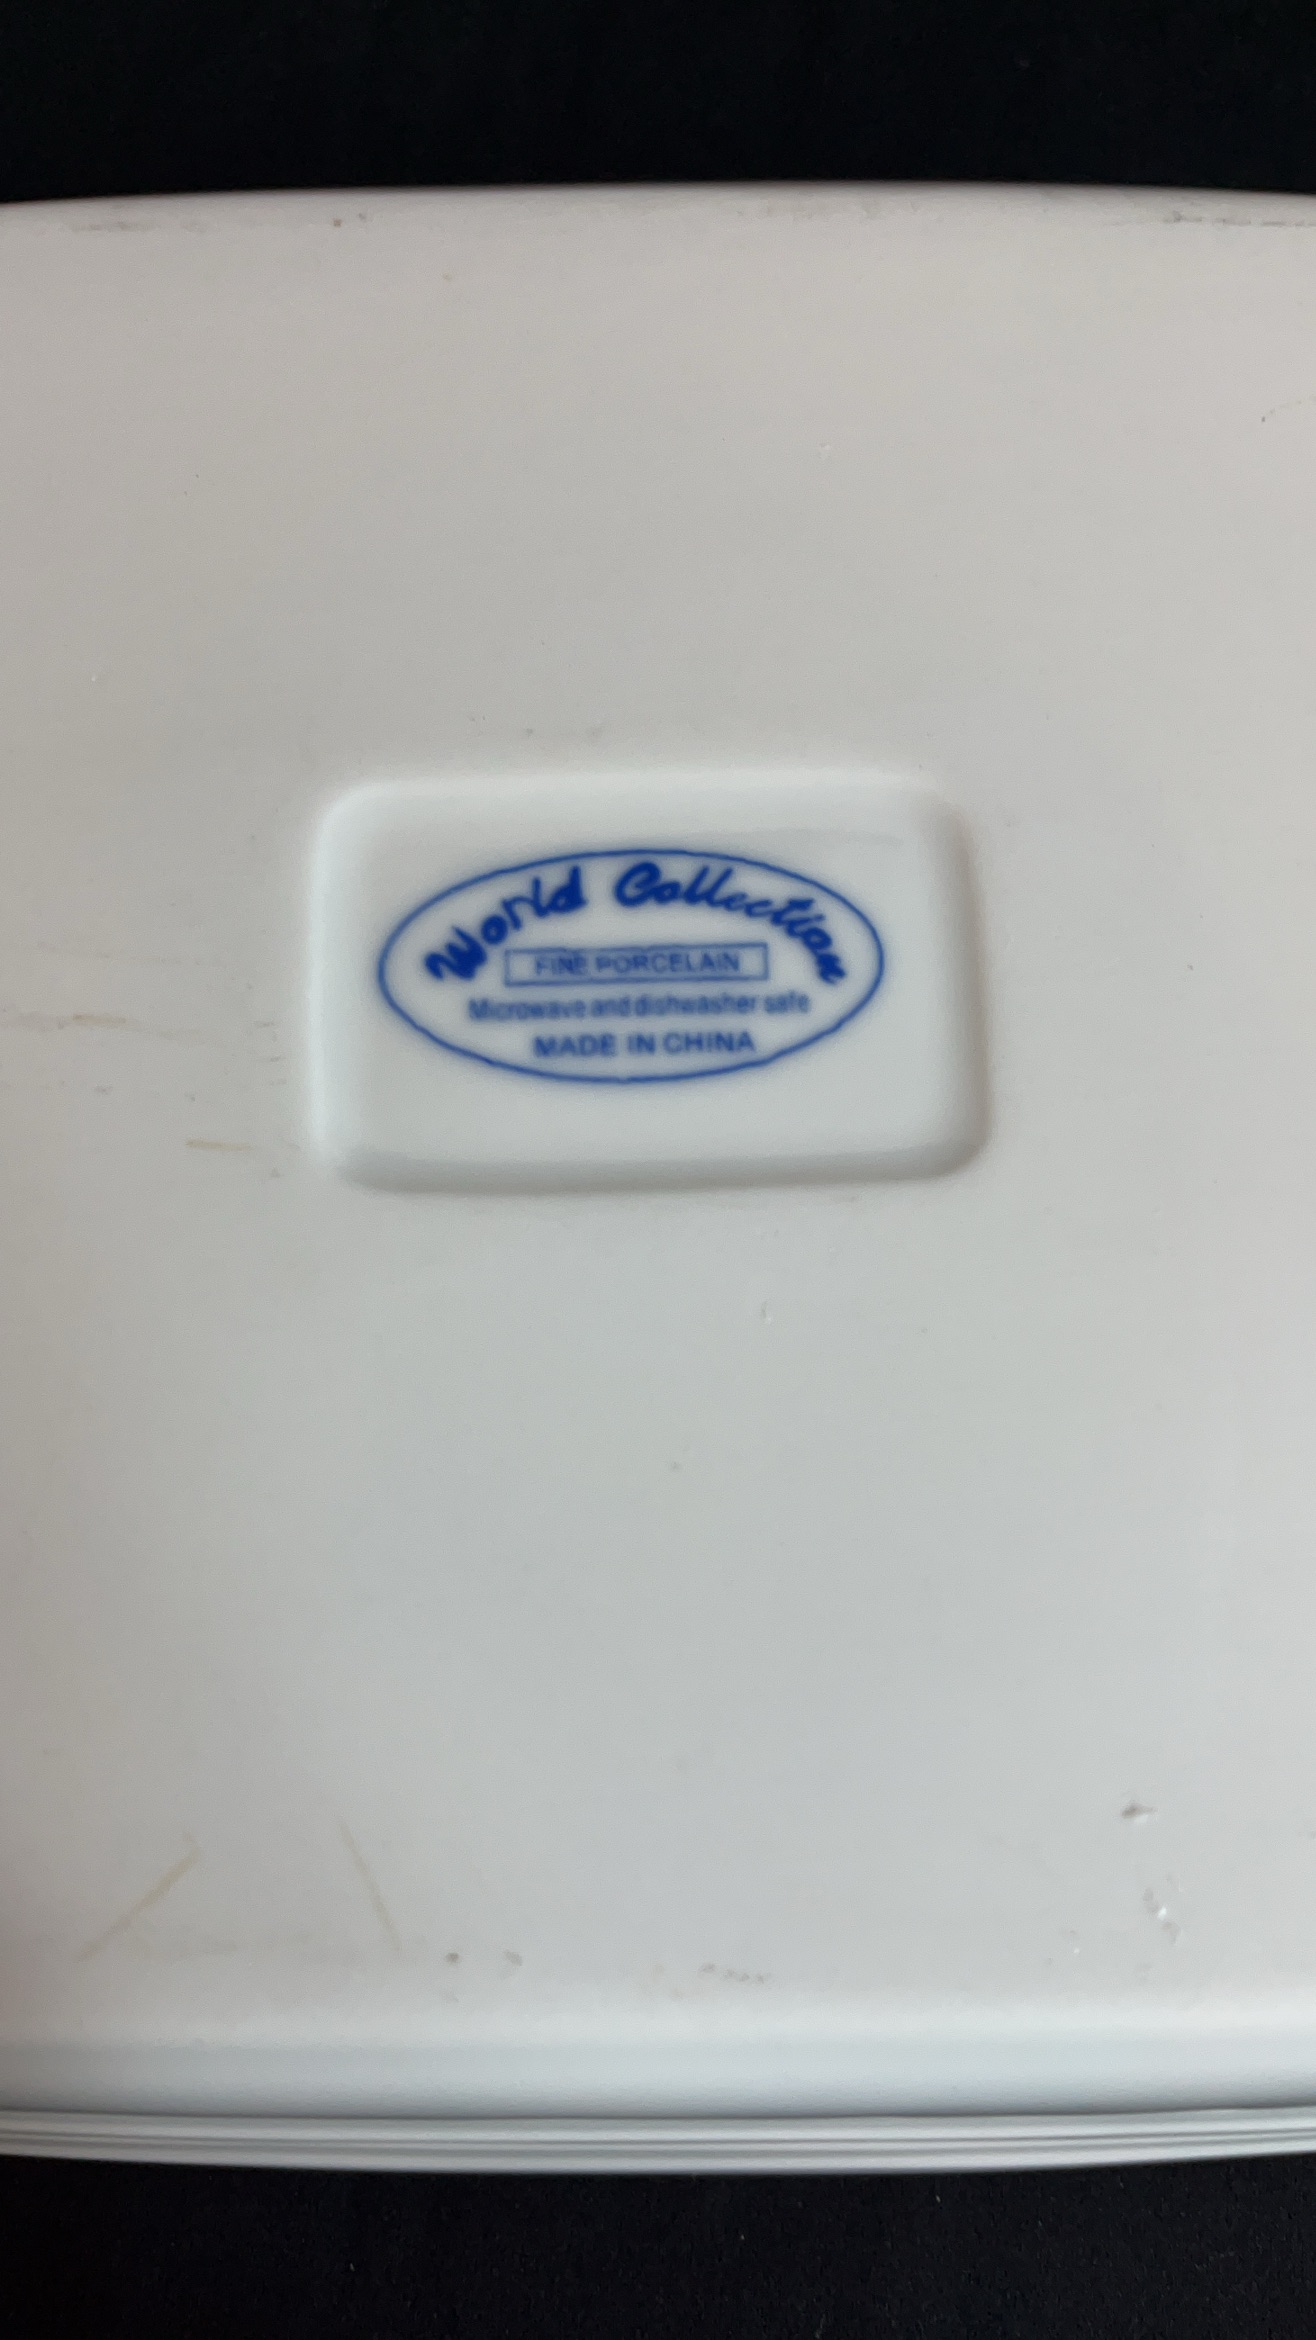 World Collection
FINE PORCELAIN
Microwave and dishwasher safe
MADE IN CHINA